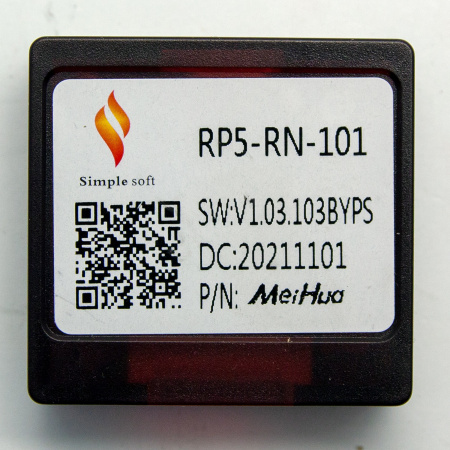 RP5-RN-101
Simple soft
SW:V1.03.103BYPS
DC:20211101
P/N: MeiHua